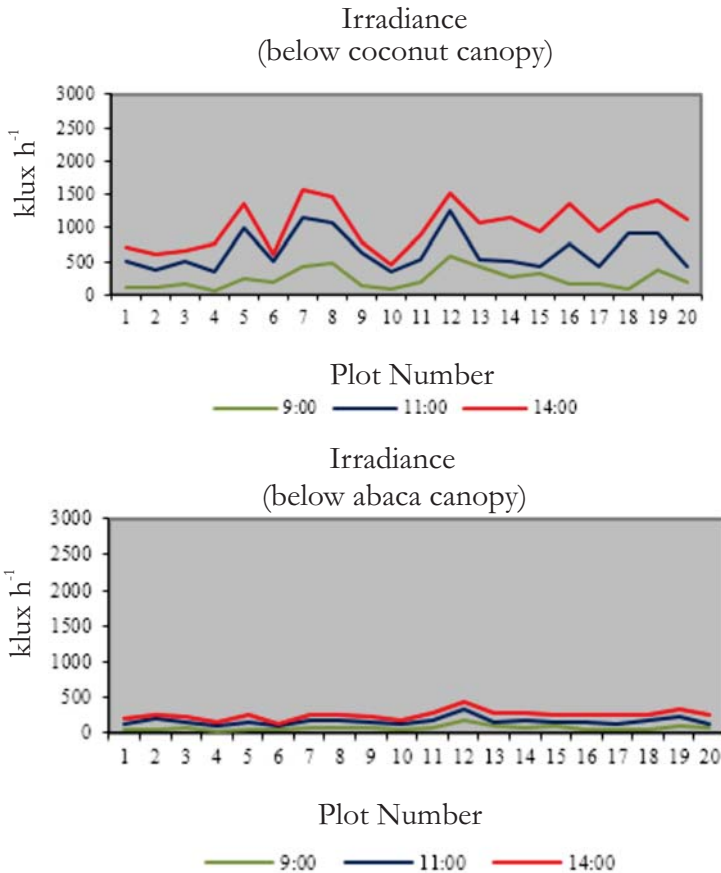 Irradiance
(below coconut canopy)
klux h-1
3000
2500
2000
1500
1000
500
0
1 2 3 4 5 6 7 8 9 10 11 12 13 14 15 16 17 18 19 20
Plot Number
9:00 11:00 14:00
Irradiance
(below abaca canopy)
klux h-1
3000
2500
2000
1500
1000
500
0
1 2 3 4 5 6 7 8 9 10 11 12 13 14 15 16 17 18 19 20
Plot Number
9:00 11:00 14:00